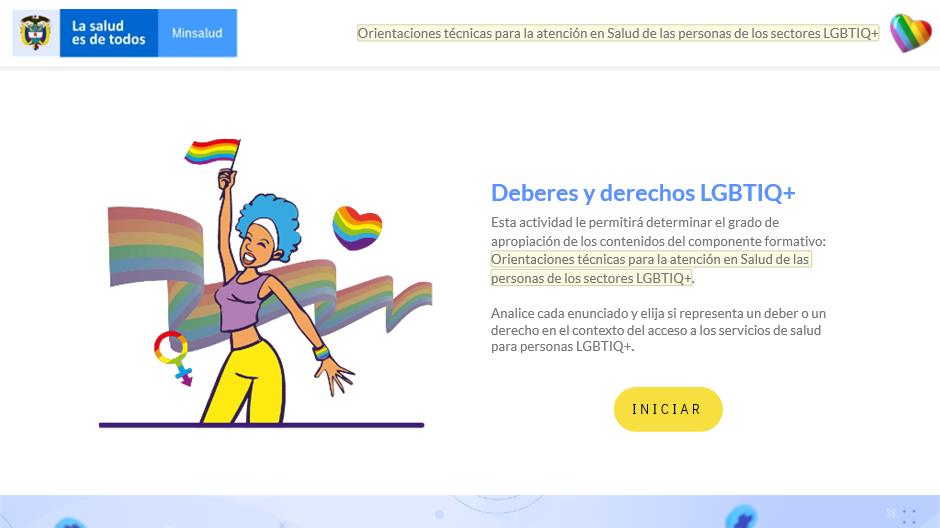 La salud
es de todos
Minsalud
Orientaciones técnicas para la atención en Salud de las personas de los sectores LGBTIQ+
Deberes y derechos LGBTIQ+
Esta actividad le permitirá determinar el grado de
apropiación de los contenidos del componente formativo:
Orientaciones técnicas para la atención en Salud de las
personas de los sectores LGBTIQ+.
Analice cada enunciado y elija si representa un deber o un
derecho en el contexto del acceso a los servicios de salud
para personas LGBTIQ+.
INICIAR